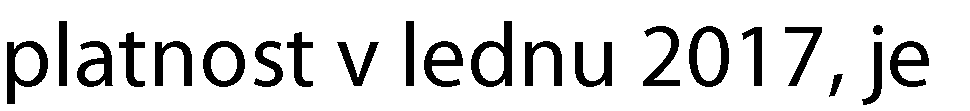 platnost v lednu 2017, je